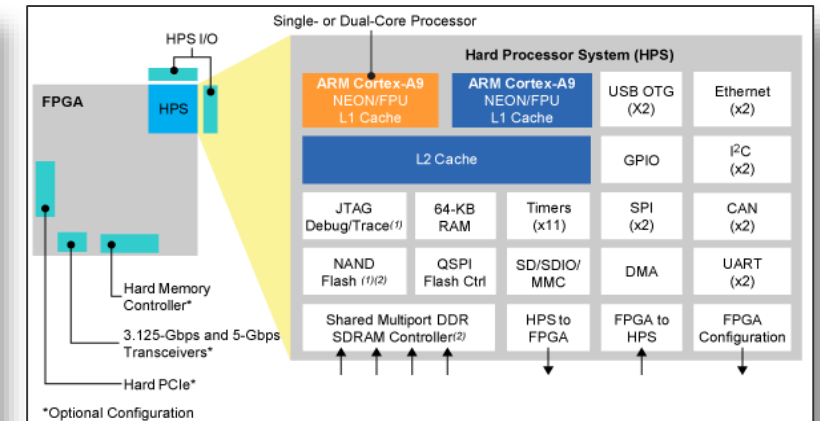 Single- or Dual-Core Processor
HPS I/O
FPGA
HPS
Hard Memory
Controller*
3.125-Gbps and 5-Gbps
Transceivers*
Hard PCIe*
*Optional Configuration
Hard Processor System (HPS)
ARM Cortex-A9
NEON/FPU
L1 Cache
ARM Cortex-A9
NEON/FPU
L1 Cache
USB OTG
(X2)
Ethernet
(x2)
L2 Cache
GPIO
I²C
(x2)
JTAG
Debug/Trace(1)
64-KB
RAM
Timers
(x11)
SPI
(x2)
CAN
(x2)
NAND
Flash (1)(2)
QSPI
Flash Ctrl
SD/SDIO/
MMC
DMA
UART
(x2)
Shared Multiport DDR
SDRAM Controller(2)
HPS to
FPGA
FPGA to
HPS
FPGA
Configuration